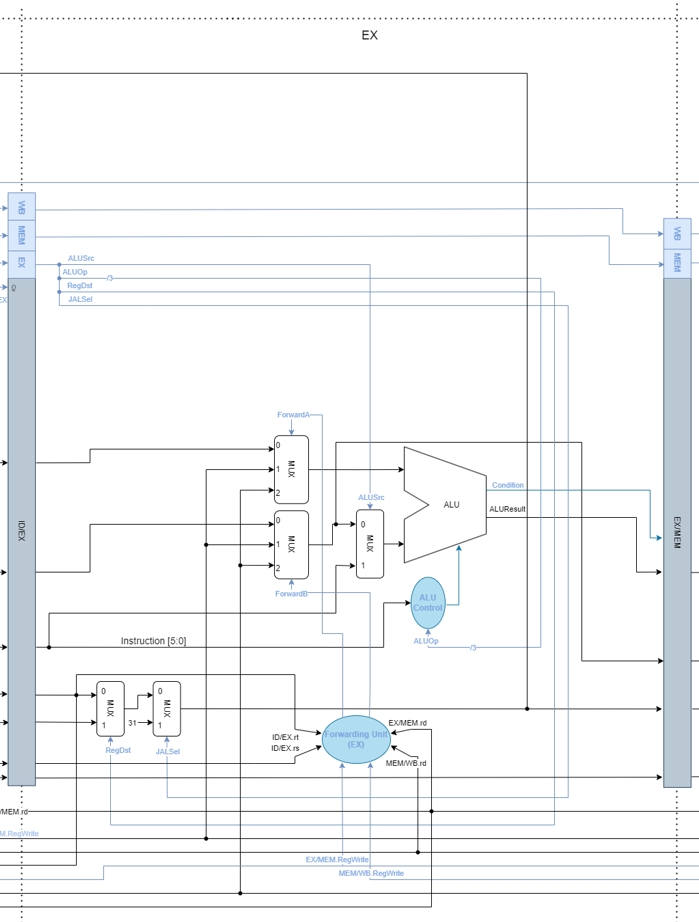 EX
WB
MEM
EX
ALUSrc
ALUOp
/3
RegDst
JALSel
EX
WB
MEM
ForwardA
0
1
2
MUX
0
1
2
MUX
ForwardB
ALUSrc
0
1
MUX
ALU
Condition
ALUResult
ID/EX
EX/MEM
ALU
Control
ALUOp
/3
Instruction [5:0]
0
1
MUX
31
0
1
MUX
RegDst
JALSel
ID/EX.rt
ID/EX.rs
Forwarding Unit
(EX)
EX/MEM.rd
MEM/WB.rd
/MEM.rd
M.RegWrite
EX/MEM.RegWrite
MEM/WB.RegWrite